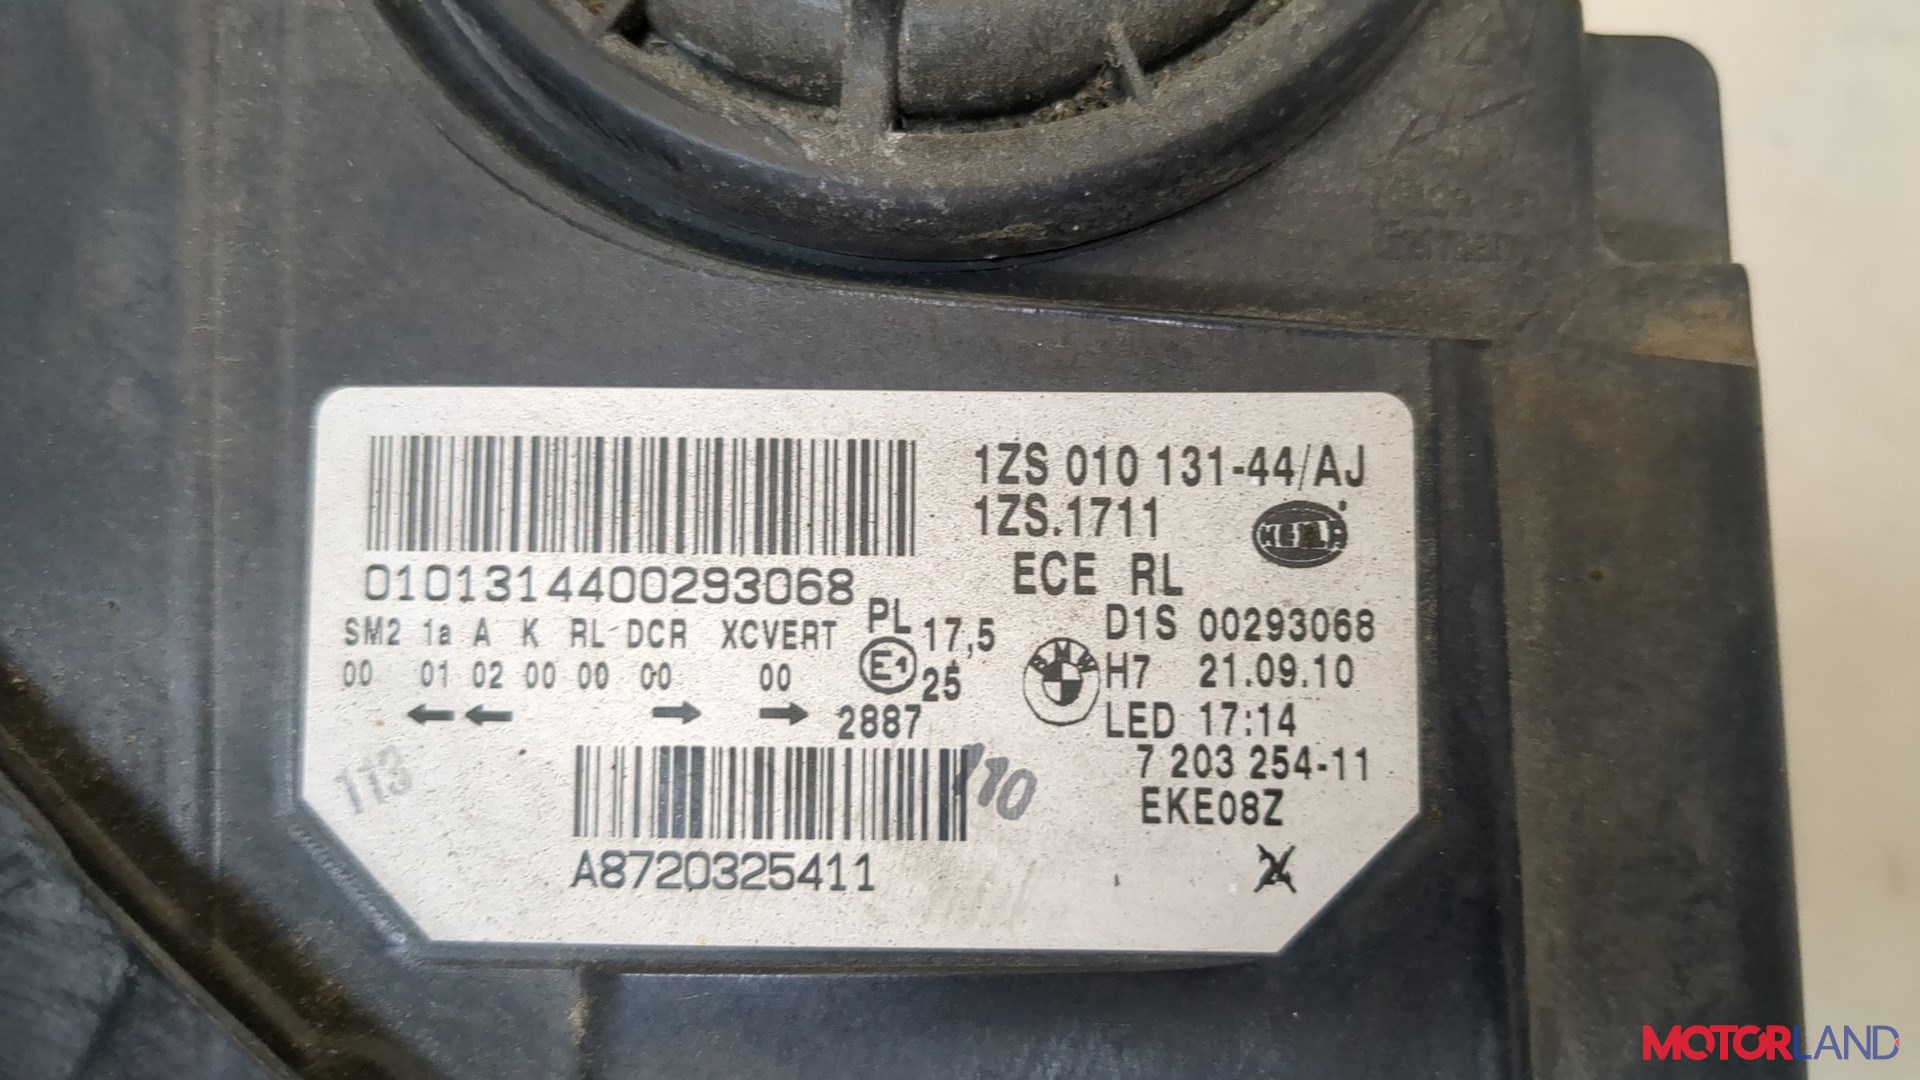 1ZS 010 131-44/AJ
1ZS.1711
HELLA
ECE RL
0101314400293068
SM2 1a A K RL DCR XCVERT
00 01 02 00 00 00 00
← ← → →
PL 17,5
E1 25
2887
BMW
D1S 00293068
H7 21.09.10
LED 17:14
7 203 254-11
EKE08Z
113
110
A8720325411
Germany
MOTORLAND